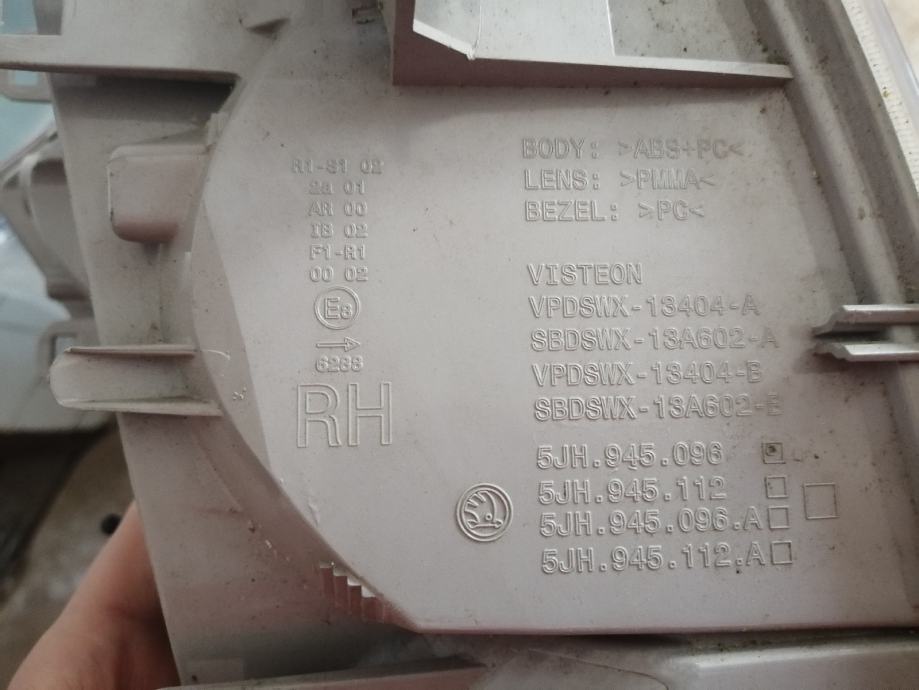 R1-S1 02
2a 01
AR 00
IB 02
F1-R1
00 02
E8
6288
RH
BODY: >ABS+PC<
LENS: >PMMA<
BEZEL: >PC<
VISTEON
VPDSWX-13404-A
SBDSWX-13A602-A
VPDSWX-13404-B
SBDSWX-13A602-E
5JH.945.096
5JH.945.112
5JH.945.096.A
5JH.945.112.A